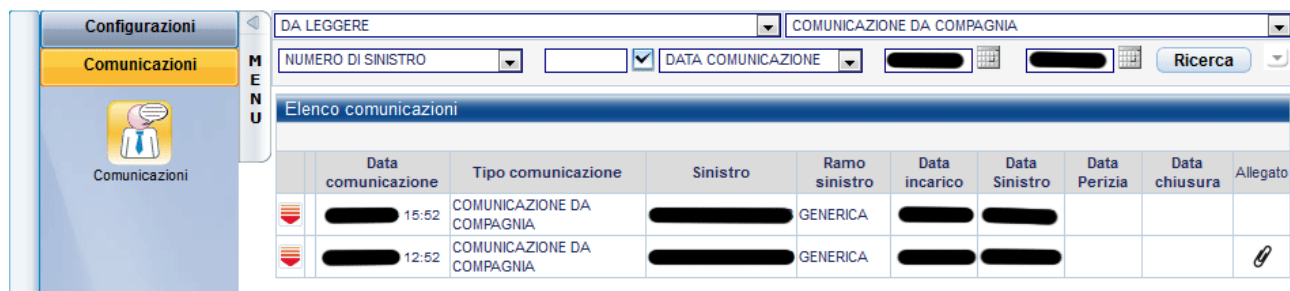 Configurazioni
Comunicazioni
Comunicazioni
MENU
DA LEGGERE COMUNICAZIONE DA COMPAGNIA
NUMERO DI SINISTRO DATA COMUNICAZIONE Ricerca
Elenco comunicazioni
Data comunicazione Tipo comunicazione Sinistro Ramo sinistro Data incarico Data Sinistro Data Perizia Data chiusura Allegato
15:52 COMUNICAZIONE DA COMPAGNIA GENERICA
12:52 COMUNICAZIONE DA COMPAGNIA GENERICA